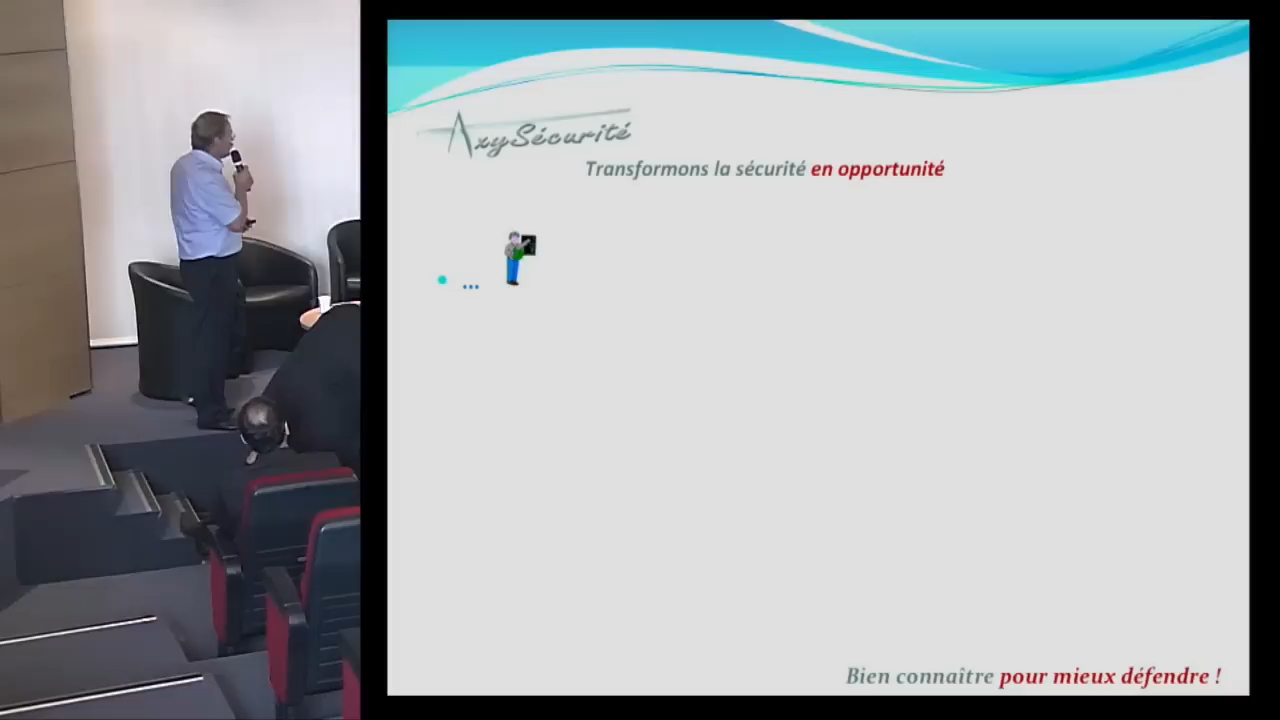 AxySécurité
Transformons la sécurité en opportunité
...
Bien connaître pour mieux défendre !